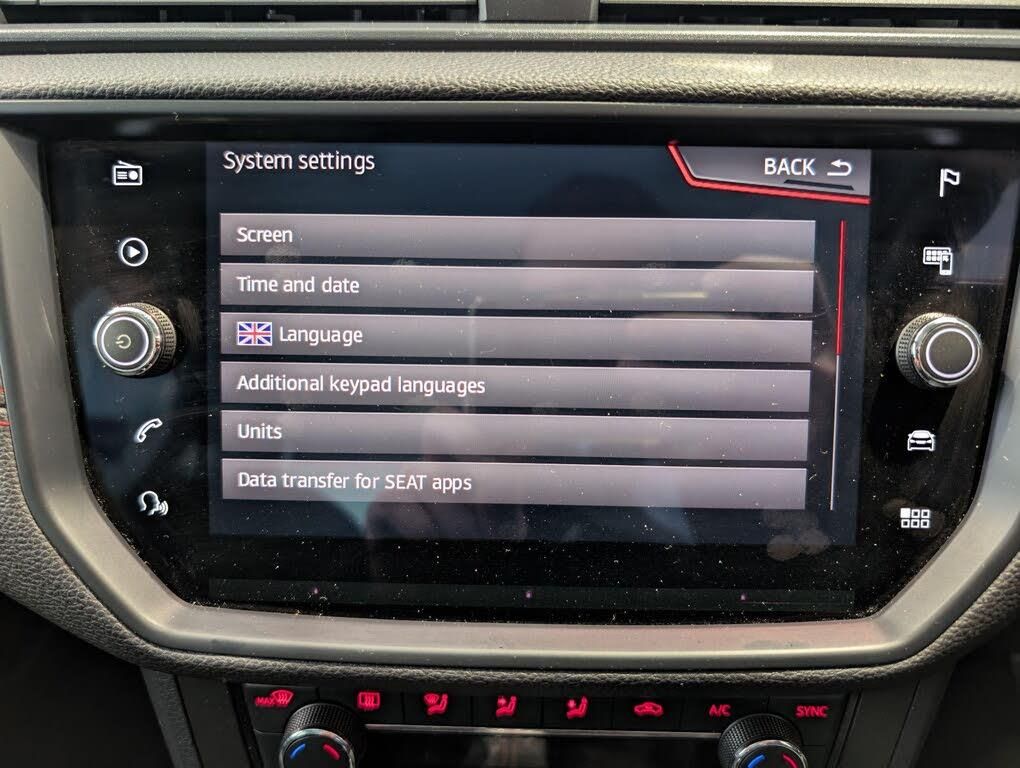 System settings
BACK
Screen
Time and date
Language
Additional keypad languages
Units
Data transfer for SEAT apps
MAX
A/C
SYNC